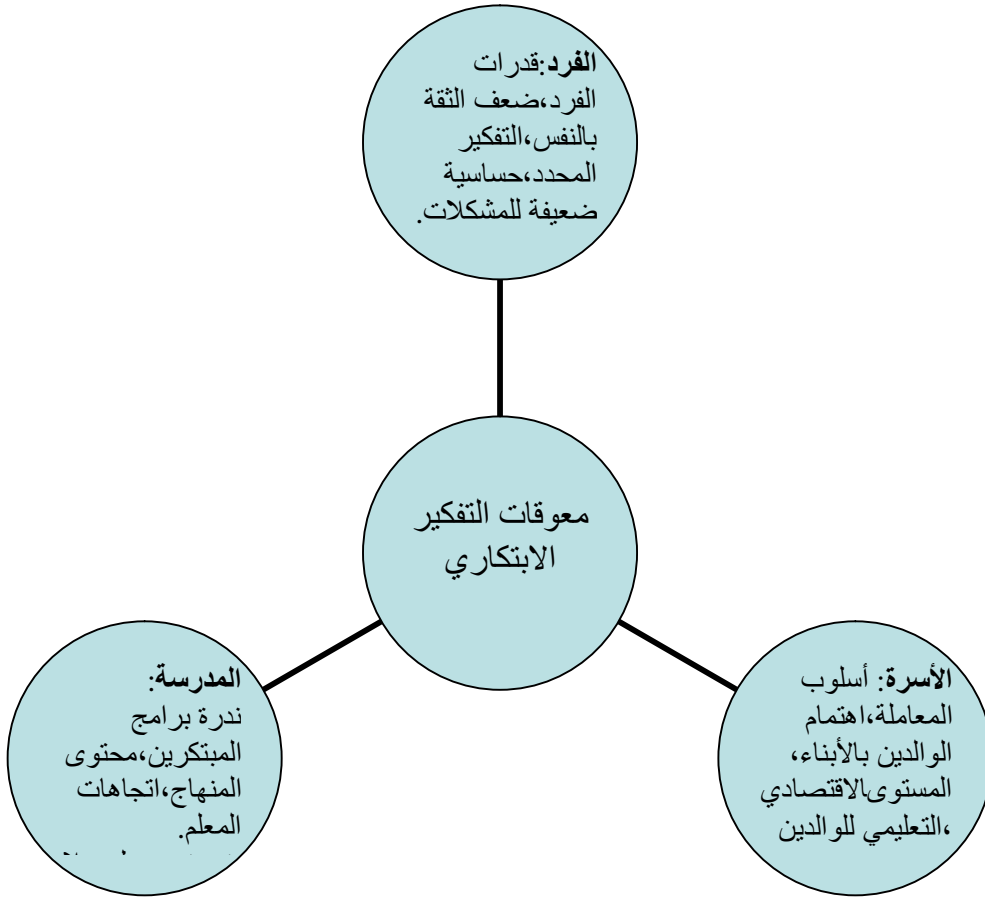 الفرد:قدرات
الفرد،ضعف الثقة
بالنفس،التفكير
المحدد،حساسية
ضعيفة للمشكلات.
معوقات التفكير
الابتكاري
الأسرة: أسلوب
المعاملة،اهتمام
الوالدين بالأبناء،
المستوىالاقتصادي
،التعليمي للوالدين
المدرسة:
ندرة برامج
المبتكرين،محتوى
المنهاج،اتجاهات
المعلم.